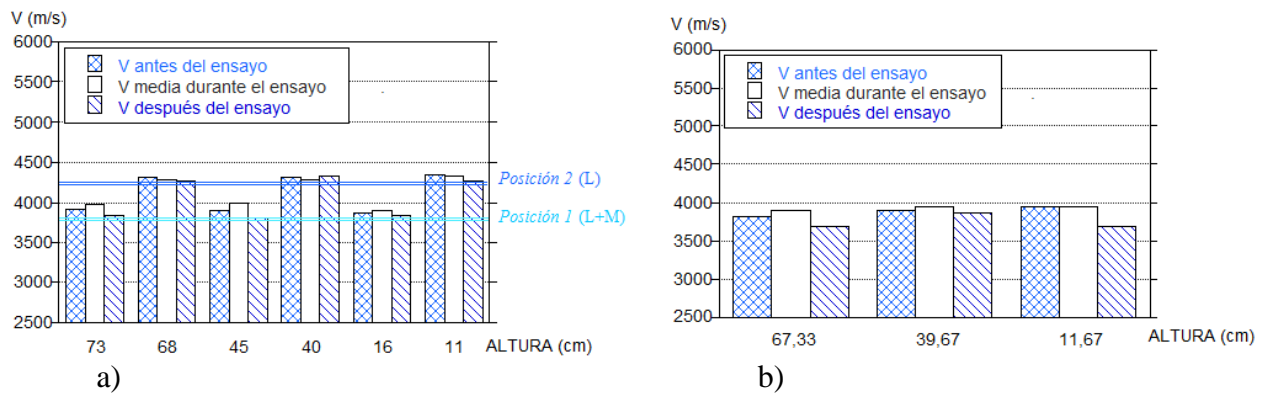 V (m/s)
6000
5500
5000
4500
4000
3500
3000
2500
V antes del ensayo
V media durante el ensayo
V después del ensayo
Posición 2 (L)
Posición 1 (L+M)
73 68 45 40 16 11 ALTURA (cm)
a)
V (m/s)
6000
5500
5000
4500
4000
3500
3000
2500
V antes del ensayo
V media durante el ensayo
V después del ensayo
67,33 39,67 11,67 ALTURA (cm)
b)